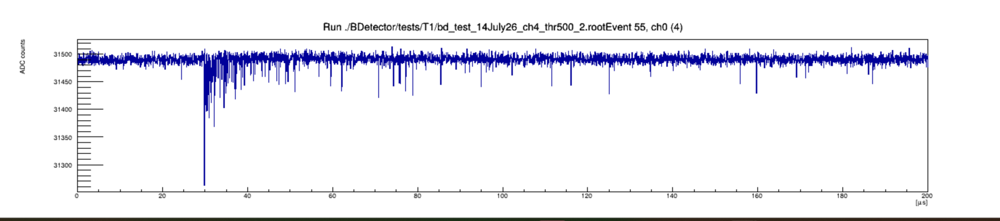 Run ./BDetector/tests/T1/bd_test_14July26_ch4_thr500_2.rootEvent 55, ch0 (4)
ADC counts
31500
31450
31400
31350
31300
0 20 40 60 80 100 120 140 160 180 200
[μs]